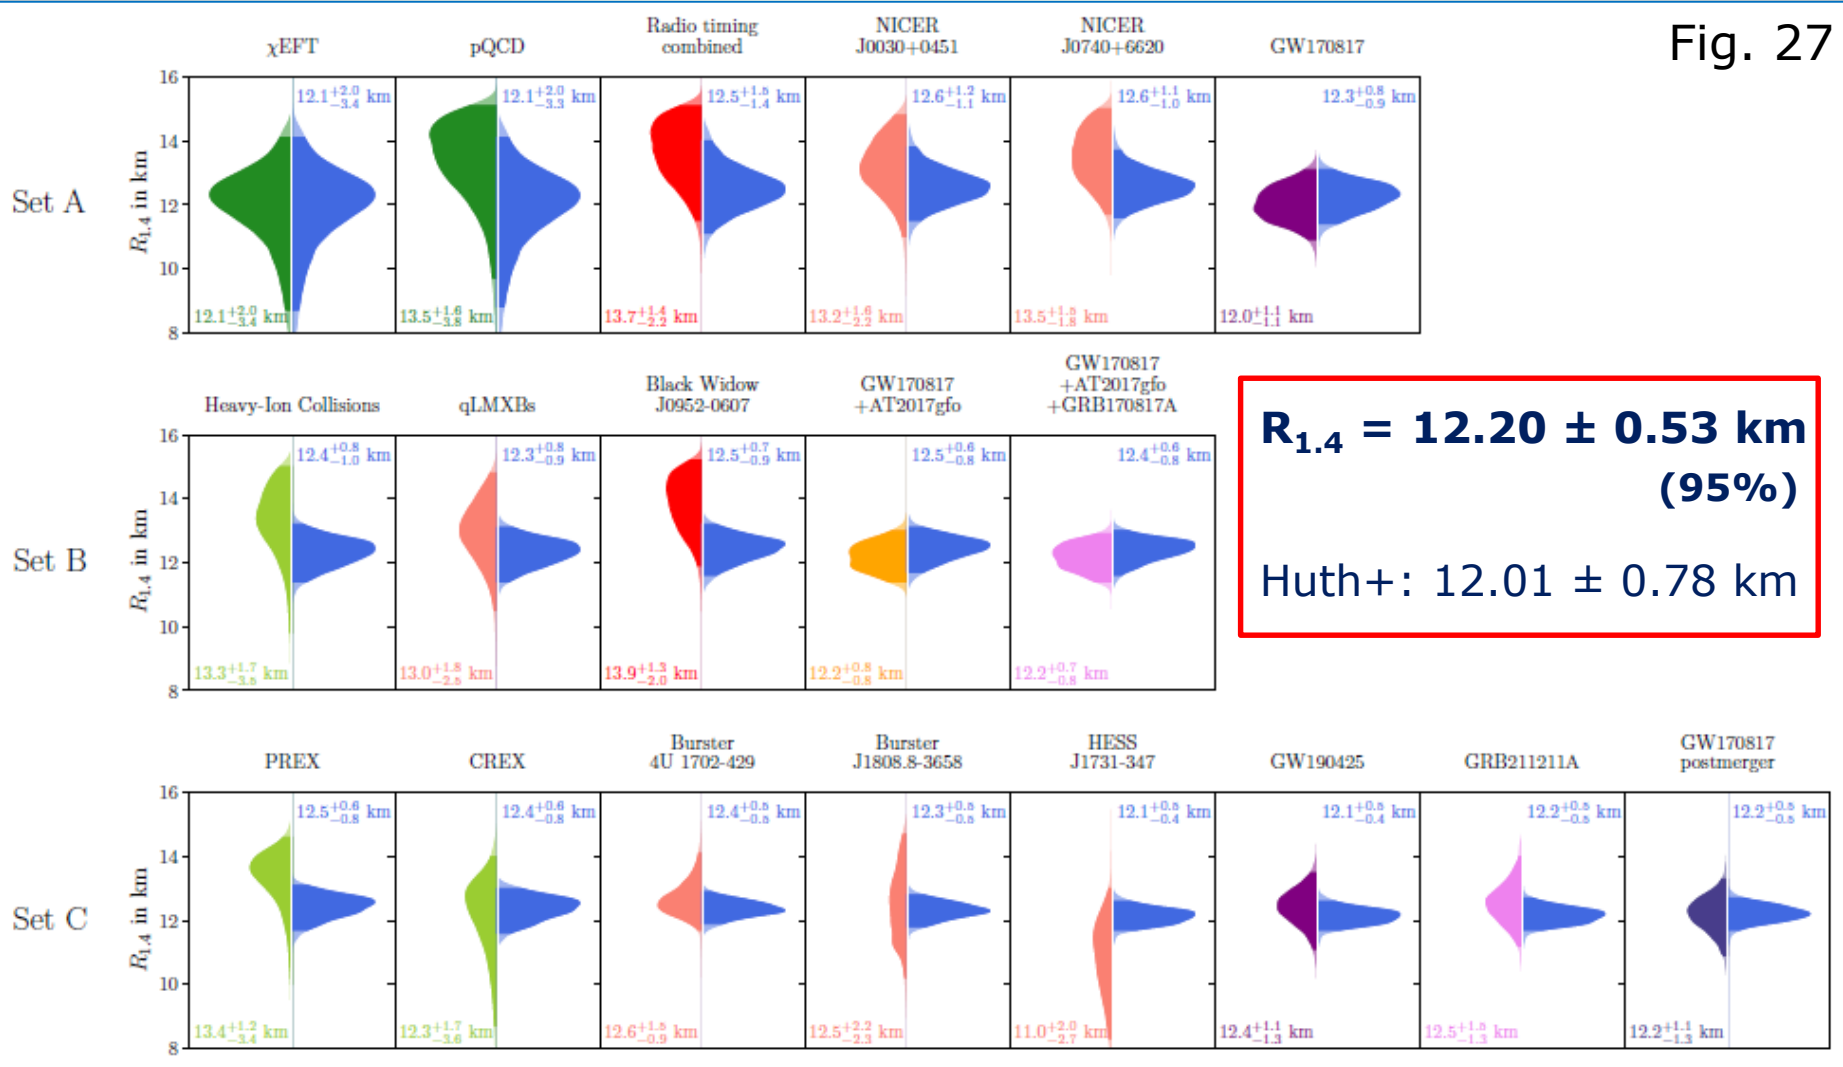 Fig. 27
χEFT
pQCD
Radio timing
combined
NICER
J0030+0451
NICER
J0740+6620
GW170817
Set A
R1.4 in km
16
14
12
10
8
12.1+2.0−3.4 km
12.1+2.0−3.3 km
12.5+1.5−1.4 km
12.6+1.2−1.1 km
12.6+1.1−1.0 km
12.3+0.8−0.9 km
12.1+2.0−3.4 km
13.5+1.6−3.8 km
13.7+1.4−2.2 km
13.2+1.6−2.2 km
13.5+1.5−1.8 km
12.0+1.1−1.1 km
Heavy-Ion Collisions
qLMXBs
Black Widow
J0952-0607
GW170817
+AT2017gfo
GW170817
+AT2017gfo
+GRB170817A
Set B
R1.4 in km
16
14
12
10
8
12.4+0.8−1.0 km
12.3+0.8−0.9 km
12.5+0.7−0.9 km
12.5+0.6−0.8 km
12.4+0.6−0.8 km
13.3+1.7−3.5 km
13.0+1.8−2.5 km
13.9+1.3−2.0 km
12.2+0.8−0.8 km
12.2+0.7−0.8 km
R1.4 = 12.20 ± 0.53 km
(95%)
Huth+: 12.01 ± 0.78 km
PREX
CREX
Burster
4U 1702-429
Burster
J1808.8-3658
HESS
J1731-347
GW190425
GRB211211A
GW170817
postmerger
Set C
R1.4 in km
16
14
12
10
8
12.5+0.6−0.8 km
12.4+0.6−0.8 km
12.4+0.5−0.5 km
12.3+0.5−0.5 km
12.1+0.5−0.4 km
12.1+0.5−0.4 km
12.2+0.5−0.5 km
12.2+0.5−0.5 km
13.4+1.2−3.4 km
12.3+1.7−3.6 km
12.6+1.5−0.9 km
12.5+2.2−2.3 km
11.0+2.0−2.7 km
12.4+1.1−1.3 km
12.5+1.5−1.3 km
12.2+1.1−1.3 km